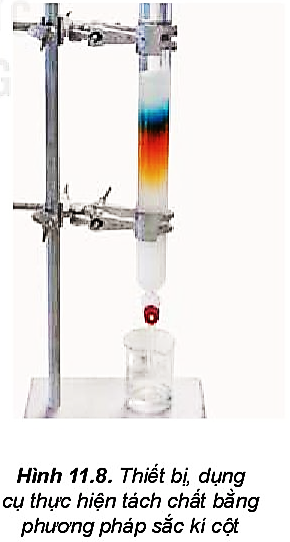 Hình 11.8. Thiết bị, dụng
cụ thực hiện tách chất bằng
phương pháp sắc kí cột